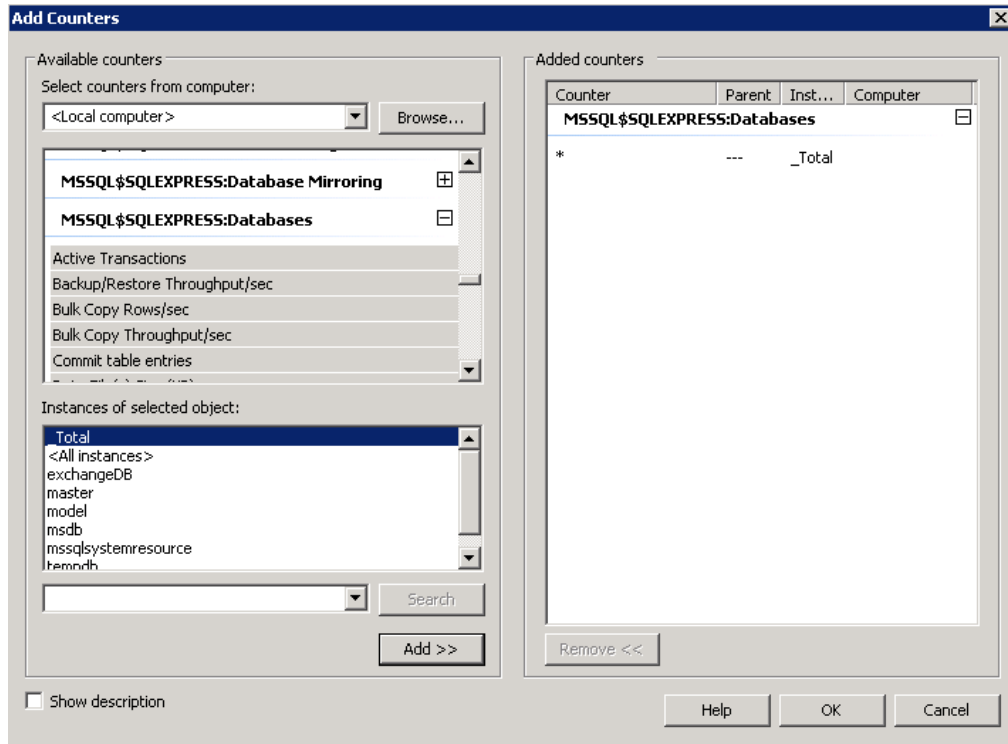 Add Counters
Available counters
Select counters from computer:
<Local computer>
Browse...
MSSQL$SQLEXPRESS:Database Mirroring
MSSQL$SQLEXPRESS:Databases
Active Transactions
Backup/Restore Throughput/sec
Bulk Copy Rows/sec
Bulk Copy Throughput/sec
Commit table entries
Instances of selected object:
_Total
<All instances>
exchangeDB
master
model
msdb
mssqlsystemresource
tempdb
Search
Add >>
Show description
Added counters
Counter Parent Inst... Computer
MSSQL$SQLEXPRESS:Databases
* --- _Total
Remove <<
Help OK Cancel